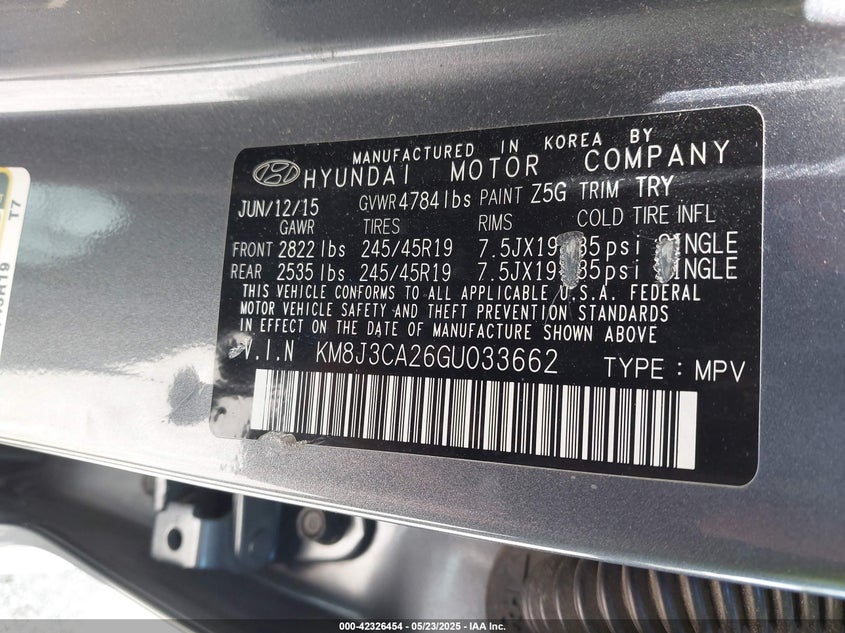 MANUFACTURED IN KOREA BY
HYUNDAI MOTOR COMPANY
JUN/12/15 GVWR 4784 lbs PAINT Z5G TRIM TRY
GAWR TIRES RIMS COLD TIRE INFL
FRONT 2822 lbs 245/45R19 7.5JX19 35 psi SINGLE
REAR 2535 lbs 245/45R19 7.5JX19 35 psi SINGLE
THIS VEHICLE CONFORMS TO ALL APPLICABLE U.S.A. FEDERAL
MOTOR VEHICLE SAFETY AND THEFT PREVENTION STANDARDS
IN EFFECT ON THE DATE OF MANUFACTURE SHOWN ABOVE
V.I.N KM8J3CA26GU033662 TYPE : MPV
T7
000-42326454 - 05/23/2025 - IAA Inc.